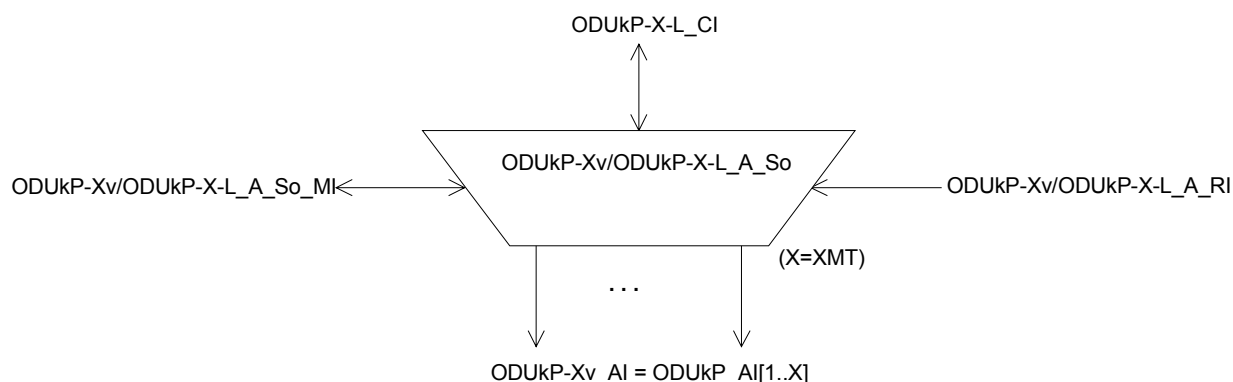 ODUkP-X-L_CI
ODUkP-Xv/ODUkP-X-L_A_So
ODUkP-Xv/ODUkP-X-L_A_So_MI
ODUkP-Xv/ODUkP-X-L_A_RI
(X=XMT)
...
ODUkP-Xv_AI = ODUkP_AI[1..X]